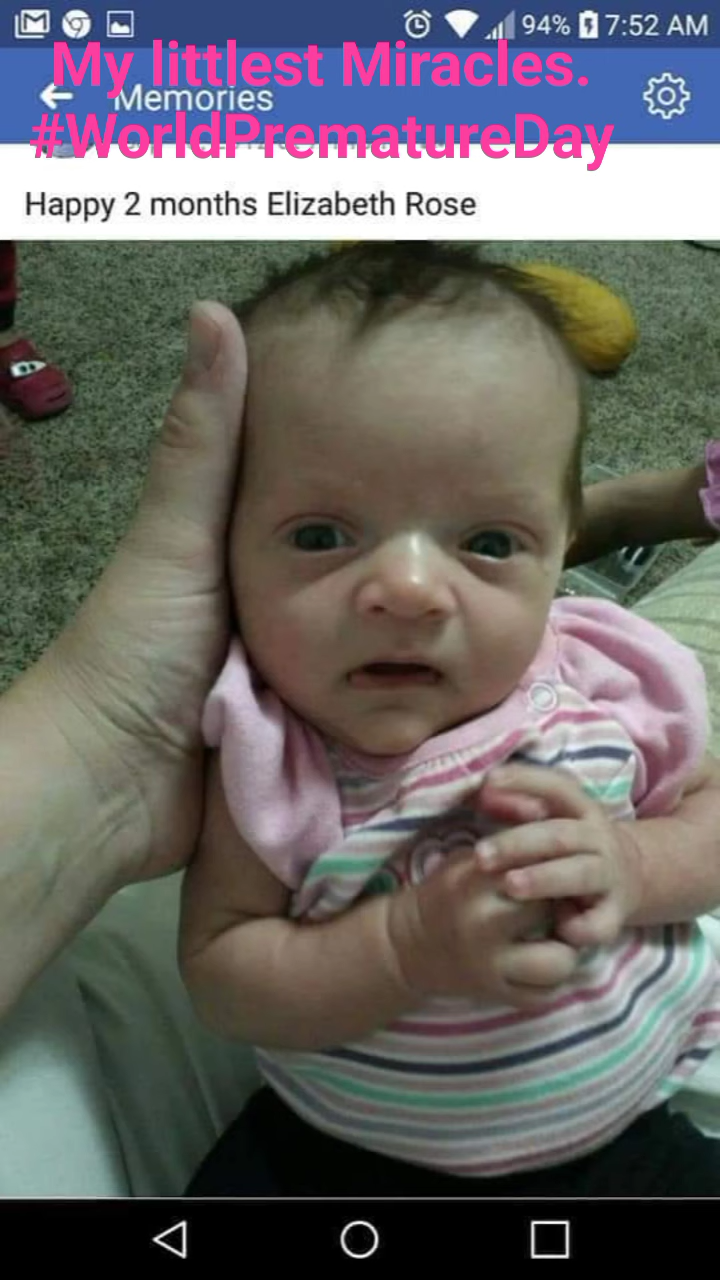 94% 7:52 AM
My littlest Miracles.
Memories
#WorldPrematureDay
Happy 2 months Elizabeth Rose